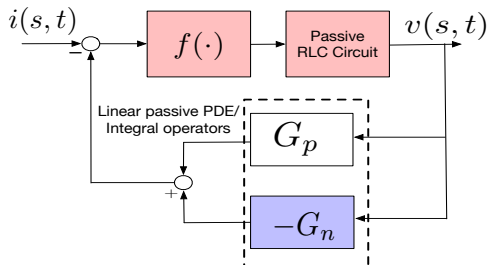 i(s, t)
−
f(·)
Passive
RLC Circuit
v(s, t)
Linear passive PDE/
Integral operators
G_p
+
−G_n